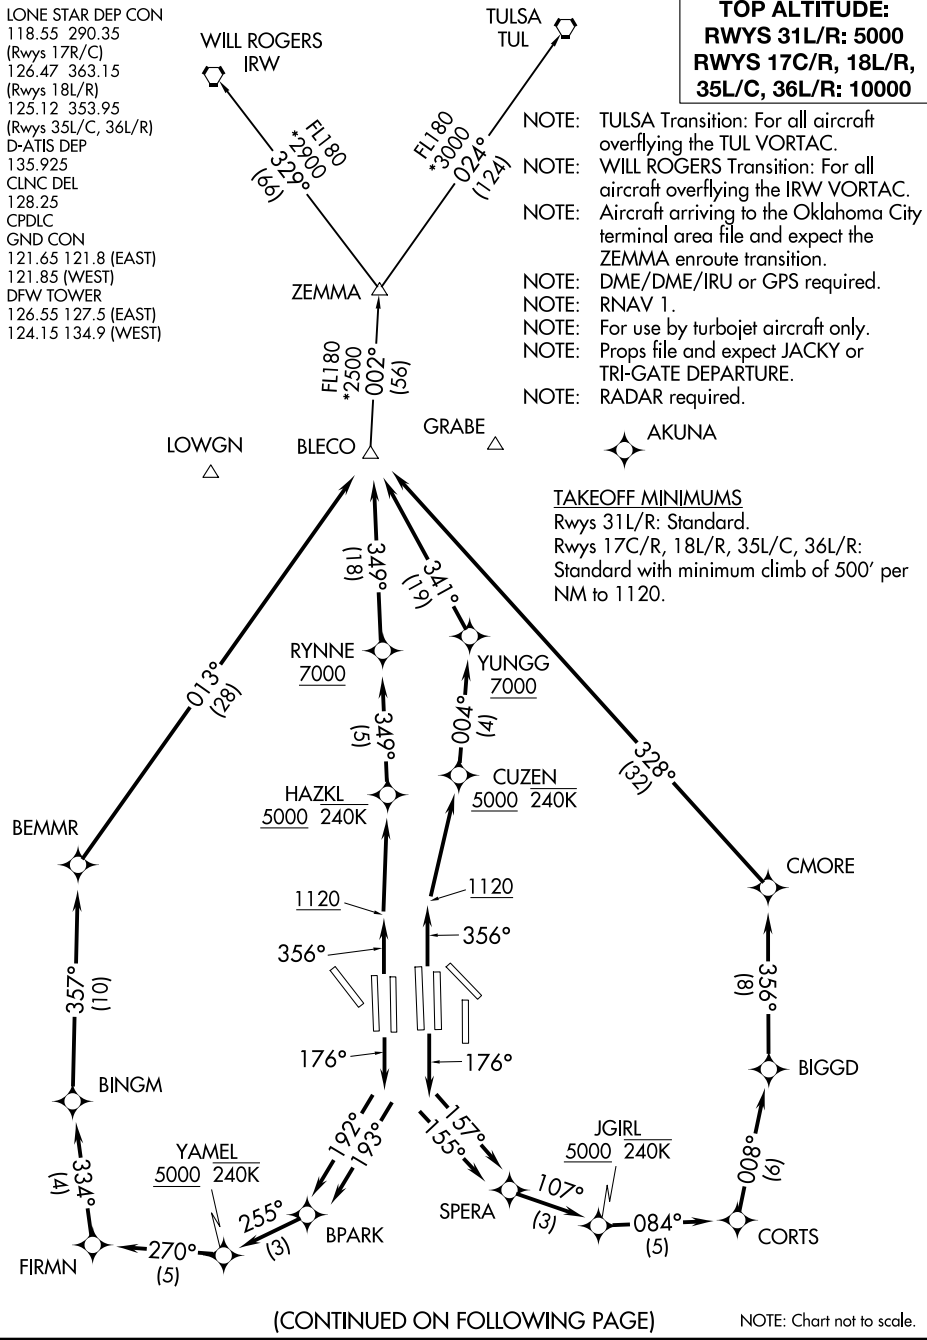 LONE STAR DEP CON
118.55 290.35
(Rwys 17R/C)
126.47 363.15
(Rwys 18L/R)
125.12 353.95
(Rwys 35L/C, 36L/R)
D-ATIS DEP
135.925
CLNC DEL
128.25
CPDLC
GND CON
121.65 121.8 (EAST)
121.85 (WEST)
DFW TOWER
126.55 127.5 (EAST)
124.15 134.9 (WEST)
WILL ROGERS
IRW
TULSA
TUL
TOP ALTITUDE:
RWYS 31L/R: 5000
RWYS 17C/R, 18L/R,
35L/C, 36L/R: 10000
NOTE: TULSA Transition: For all aircraft
overflying the TUL VORTAC.
NOTE: WILL ROGERS Transition: For all
aircraft overflying the IRW VORTAC.
NOTE: Aircraft arriving to the Oklahoma City
terminal area file and expect the
ZEMMA enroute transition.
NOTE: DME/DME/IRU or GPS required.
NOTE: RNAV 1.
NOTE: For use by turbojet aircraft only.
NOTE: Props file and expect JACKY or
TRI-GATE DEPARTURE.
NOTE: RADAR required.
FL180
*2900
329°
(66)
FL180
*3000
024°
(124)
ZEMMA
FL180
*2500
002°
(56)
LOWGN
BLECO
GRABE
AKUNA
TAKEOFF MINIMUMS
Rwys 31L/R: Standard.
Rwys 17C/R, 18L/R, 35L/C, 36L/R:
Standard with minimum climb of 500' per
NM to 1120.
349°
(18)
341°
(19)
RYNNE
7000
YUNGG
7000
013°
(28)
349°
(5)
004°
(4)
328°
(32)
HAZKL
5000 240K
CUZEN
5000 240K
BEMMR
CMORE
1120
1120
356°
356°
357°
(10)
356°
(8)
176°
176°
BINGM
BIGGD
192°
193°
157°
155°
YAMEL
5000 240K
JGIRL
5000 240K
334°
(4)
008°
(6)
255°
(3)
BPARK
SPERA
107°
(3)
270°
(5)
084°
(5)
FIRMN
CORTS
(CONTINUED ON FOLLOWING PAGE)
NOTE: Chart not to scale.